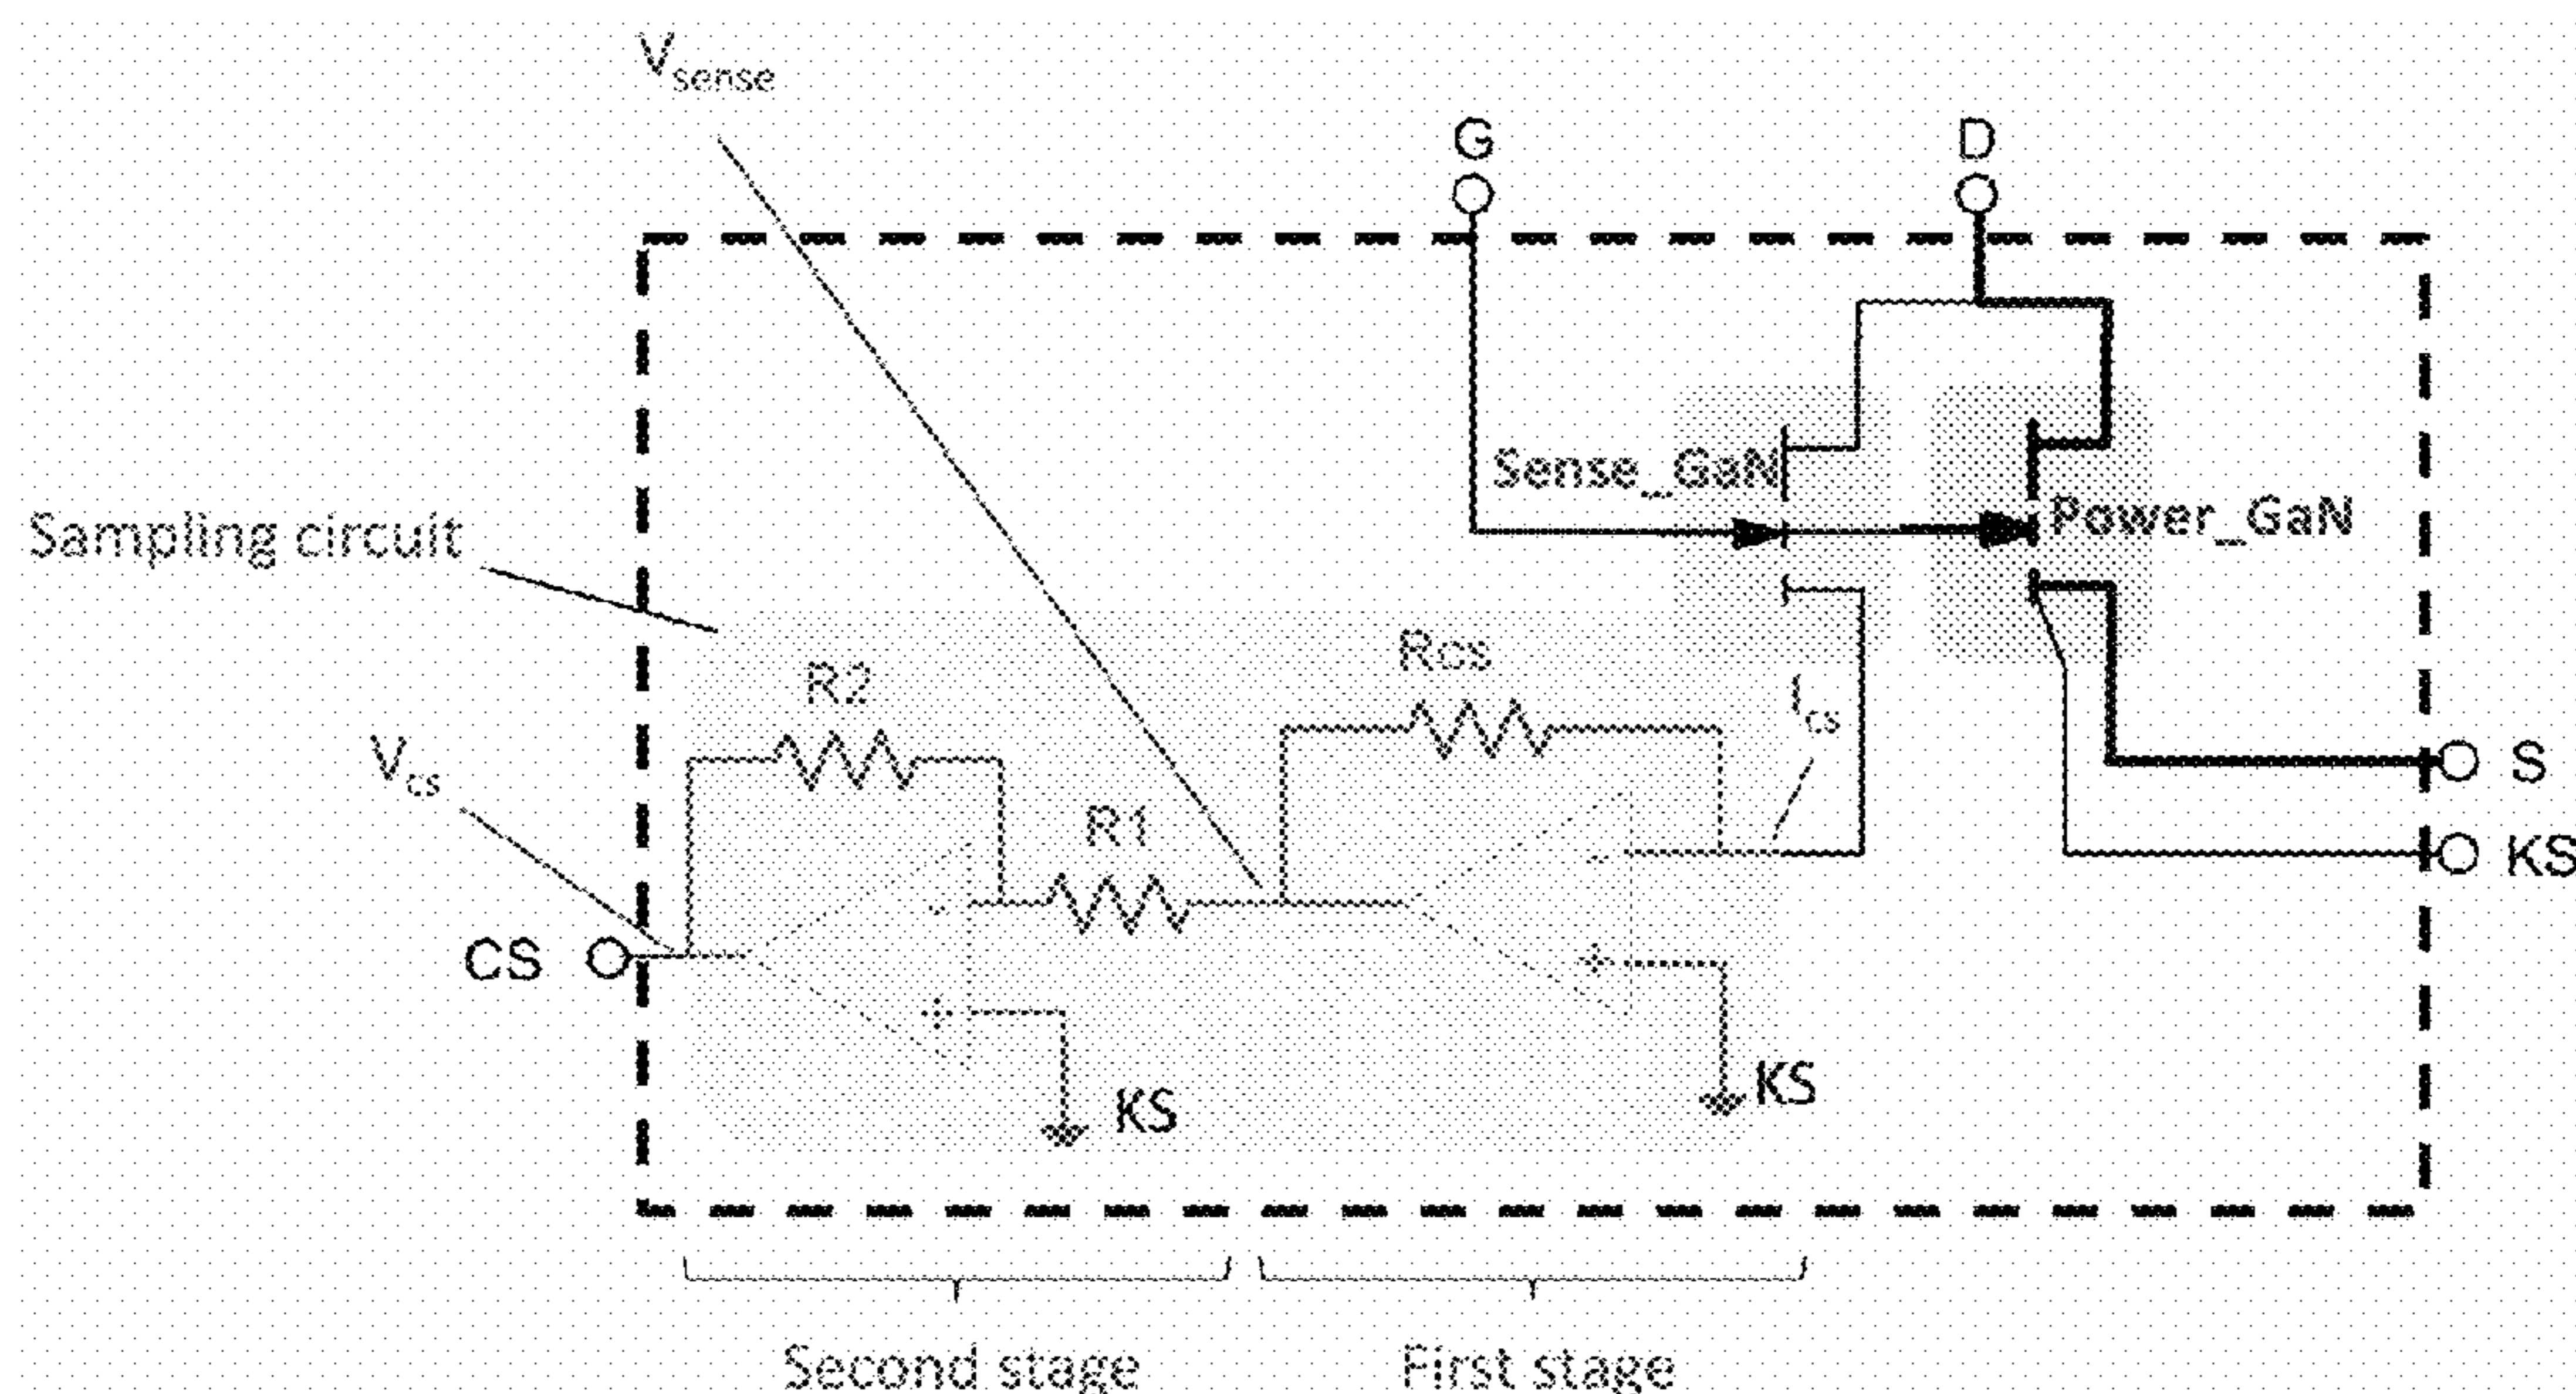 Vsense
G
D
Sense_GaN
Power_GaN
Sampling circuit
Rcs
R2
Ics
Vcs
S
R1
-
-
KS
CS
+
+
KS
KS
Second stage
First stage